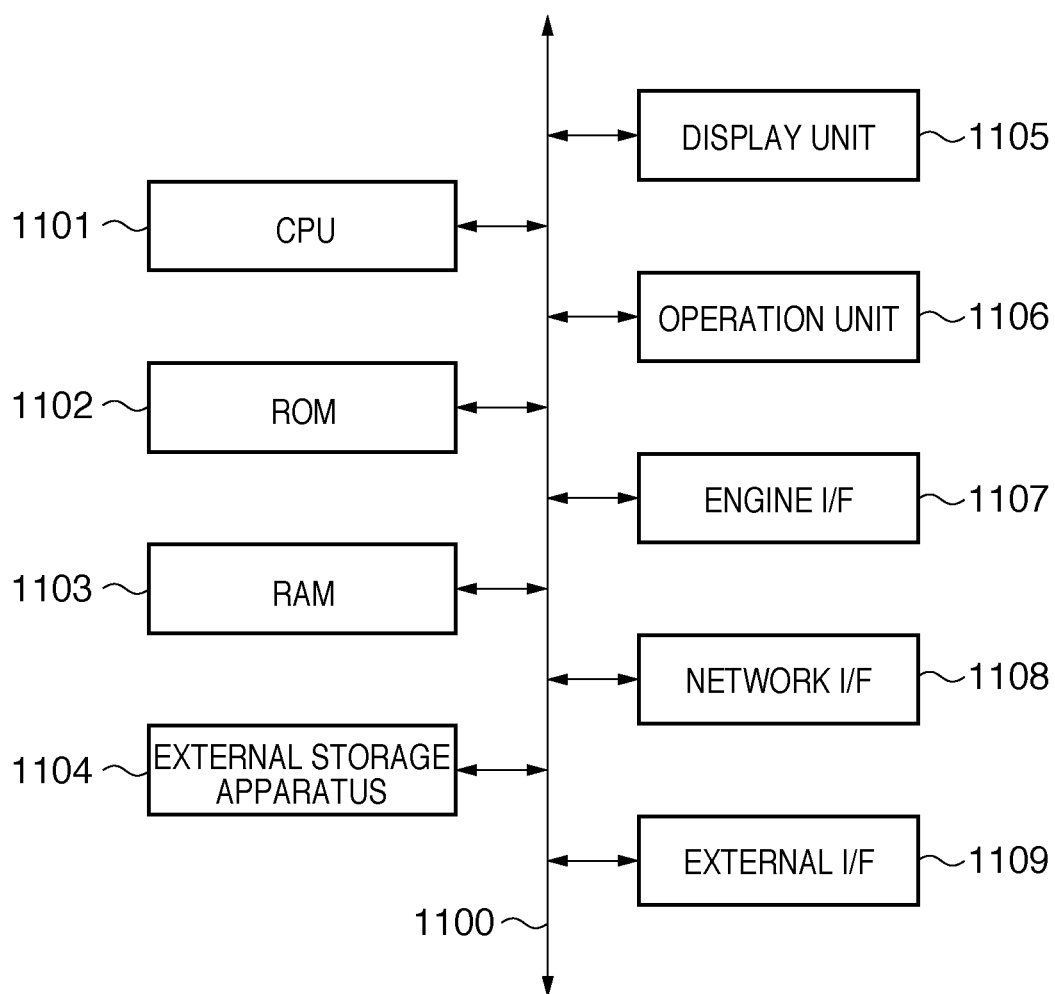 DISPLAY UNIT 1105
1101 CPU
OPERATION UNIT 1106
1102 ROM
ENGINE I/F 1107
1103 RAM
NETWORK I/F 1108
1104 EXTERNAL STORAGE
APPARATUS
EXTERNAL I/F 1109
1100